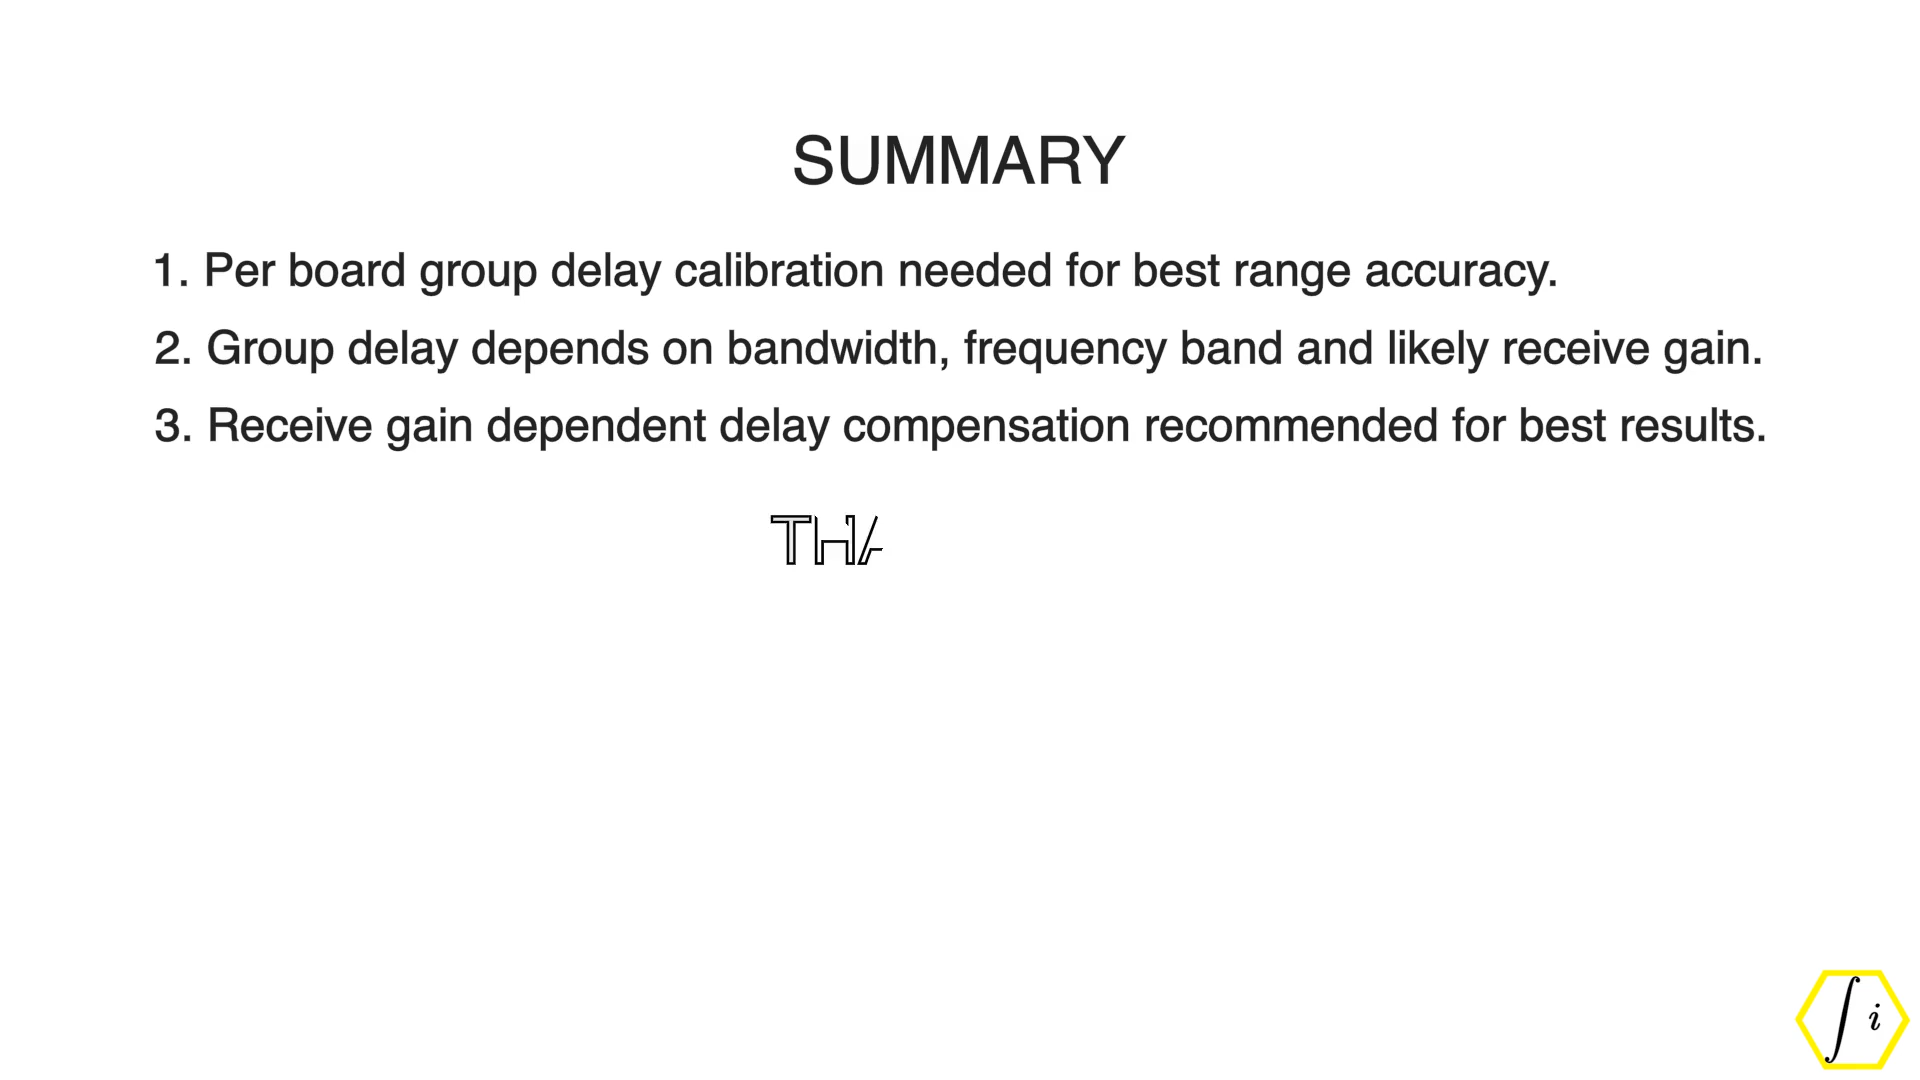 SUMMARY
1. Per board group delay calibration needed for best range accuracy.
2. Group delay depends on bandwidth, frequency band and likely receive gain.
3. Receive gain dependent delay compensation recommended for best results.
THA
∫ i